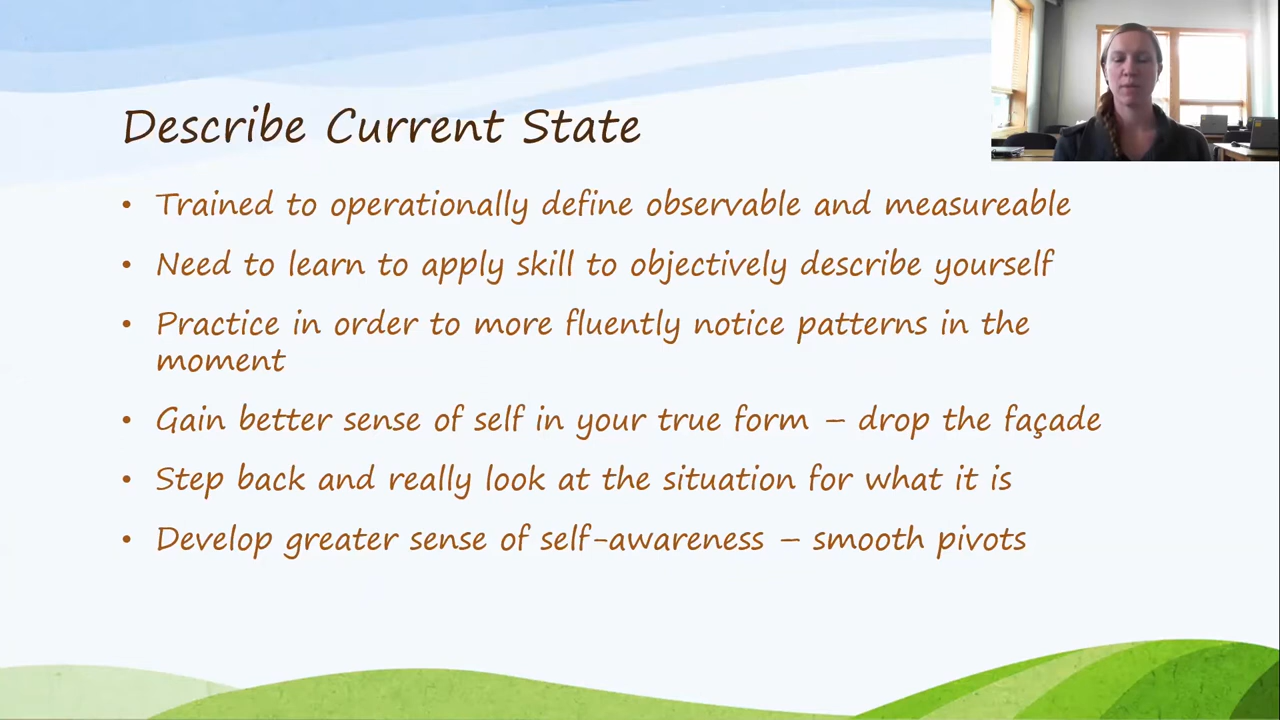 Describe Current State
• Trained to operationally define observable and measureable
• Need to learn to apply skill to objectively describe yourself
• Practice in order to more fluently notice patterns in the
moment
• Gain better sense of self in your true form – drop the façade
• Step back and really look at the situation for what it is
• Develop greater sense of self-awareness – smooth pivots